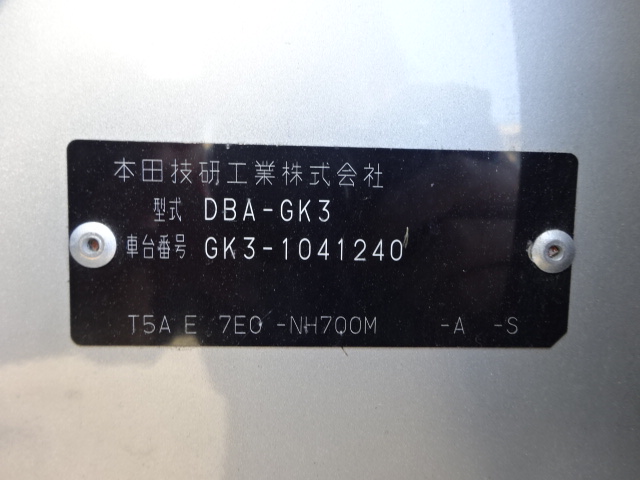 本田技研工業株式会社
型式 DBA-GK3
車台番号 GK3-1041240
T5A E 7E0 -NH700M -A -S